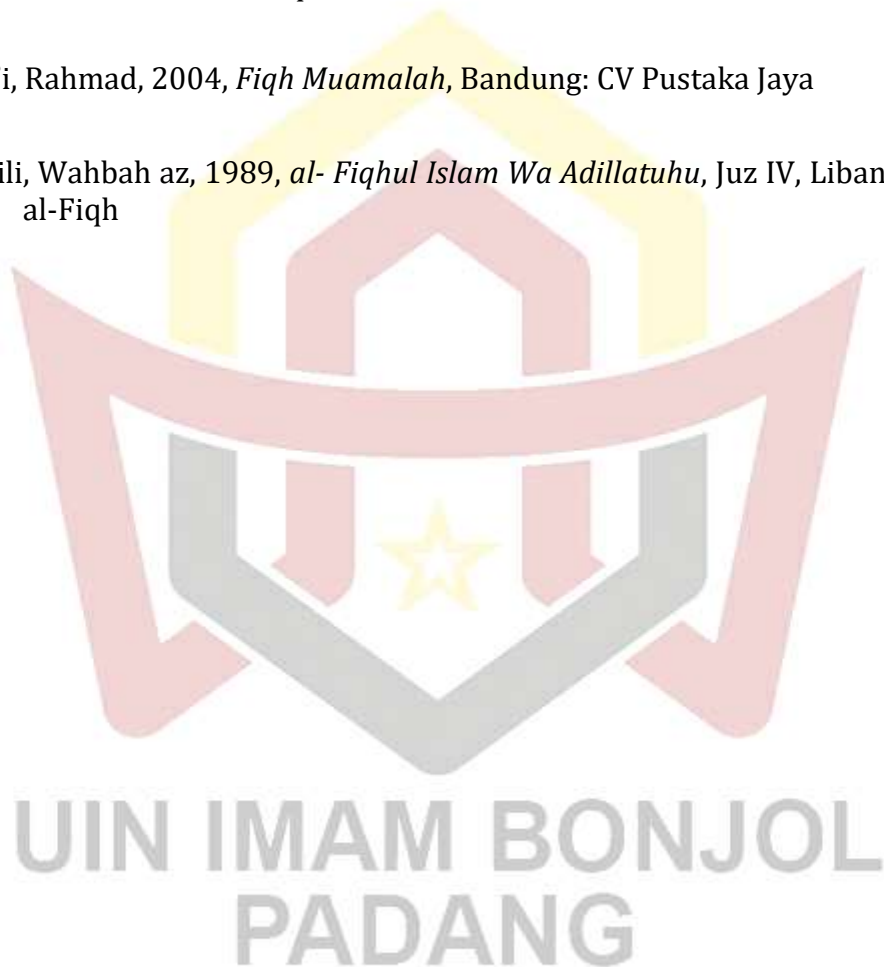 i, Rahmad, 2004, Fiqh Muamalah, Bandung: CV Pustaka Jaya
ili, Wahbah az, 1989, al- Fiqhul Islam Wa Adillatuhu, Juz IV, Liban
al-Fiqh
UIN IMAM BONJOL
PADANG